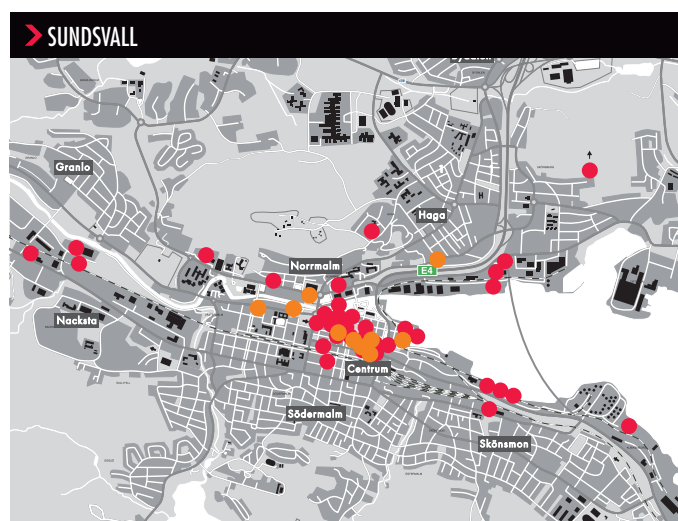 SUNDSVALL
Granlo
Haga
Norrmalm
E4
Nacksta
Centrum
Södermalm
Skönsmon